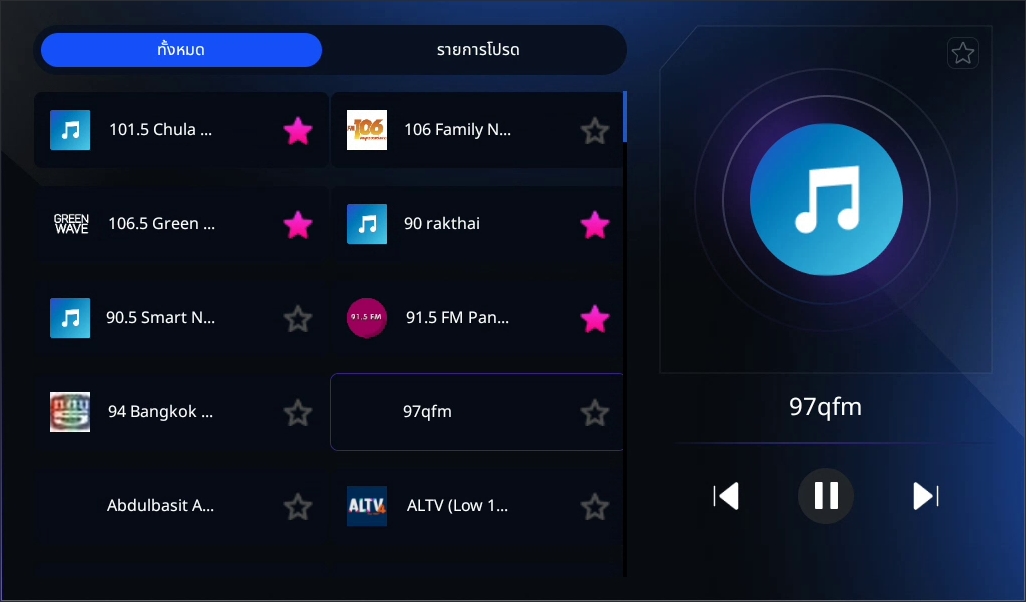 ทั้งหมด
รายการโปรด
101.5 Chula ...
FM 106
106 Family N...
GREEN WAVE
106.5 Green ...
90 rakthai
90.5 Smart N...
91.5 FM
91.5 FM Pan...
94 Bangkok ...
97qfm
Abdulbasit A...
ALTV 4
ALTV (Low 1...
97qfm